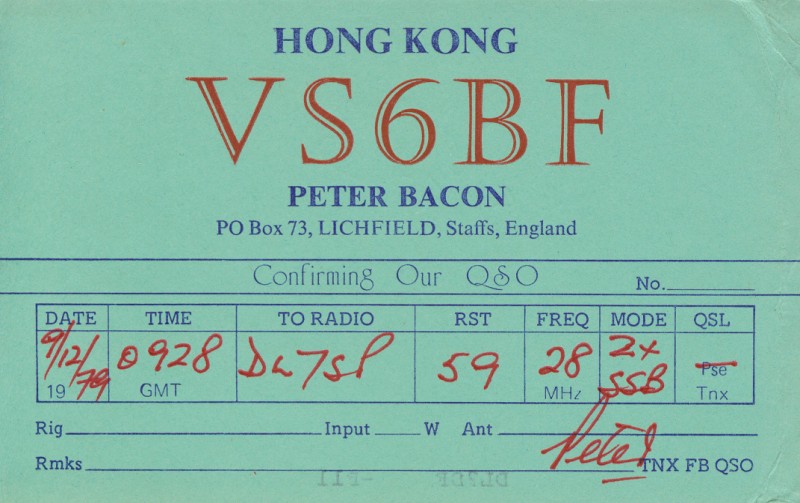 HONG KONG
VS6BF
PETER BACON
PO Box 73, LICHFIELD, Staffs, England
Confirming Our QSO No.
DATE TIME TO RADIO RST FREQ MODE QSL
9/12/ 0928 DL7SP 59 28 2x Pse
1979 GMT MHz SSB Tnx
Rig Input W Ant
Peter
Rmks TNX FB QSO